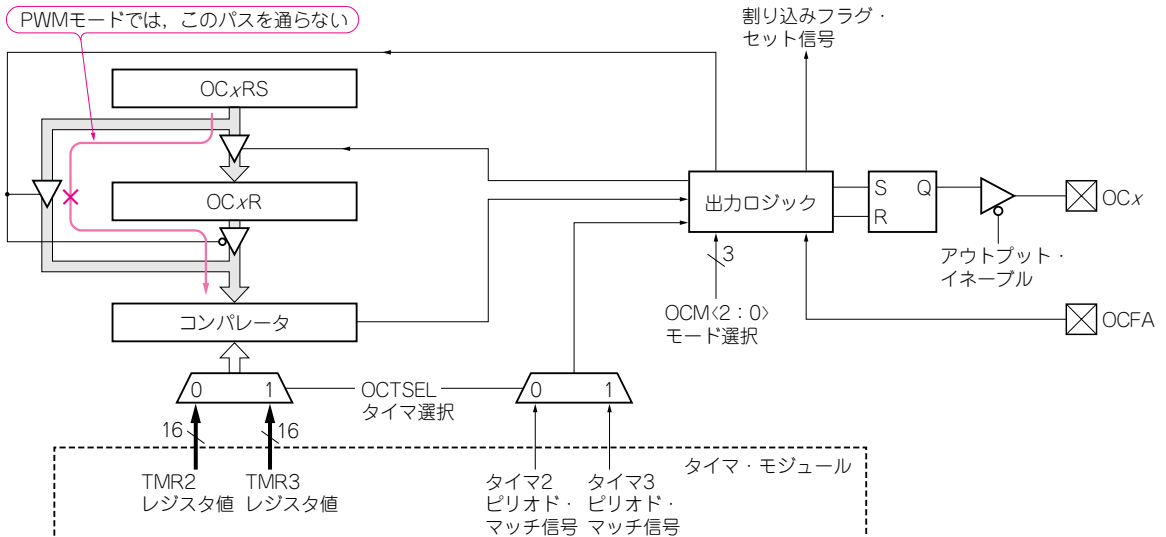 PWMモードでは，このパスを通らない
割り込みフラグ・
セット信号
OCxRS
OCxR
コンパレータ
出力ロジック
S
Q
R
OCx
アウトプット・
イネーブル
3
OCM〈2：0〉
モード選択
OCFA
0
1
OCTSEL
タイマ選択
0
1
16
16
タイマ・モジュール
TMR2
レジスタ値
TMR3
レジスタ値
タイマ2
ピリオド・
マッチ信号
タイマ3
ピリオド・
マッチ信号